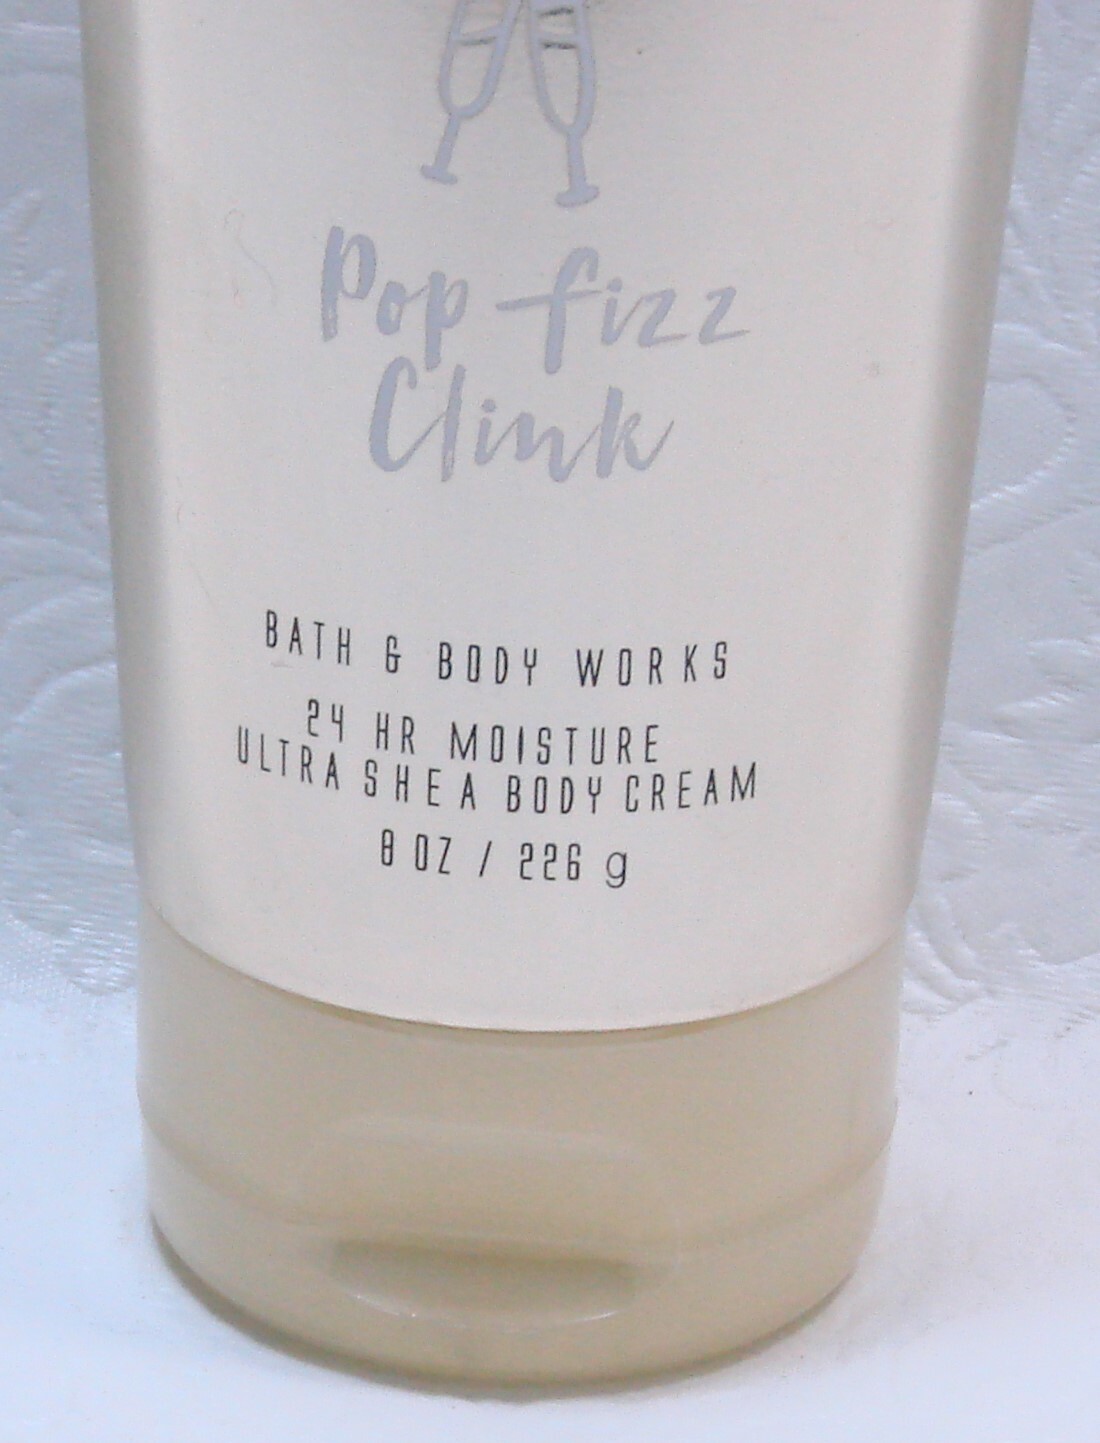 Pop fizz
Clink
BATH & BODY WORKS
24 HR MOISTURE
ULTRA SHEA BODY CREAM
8 OZ / 226 g